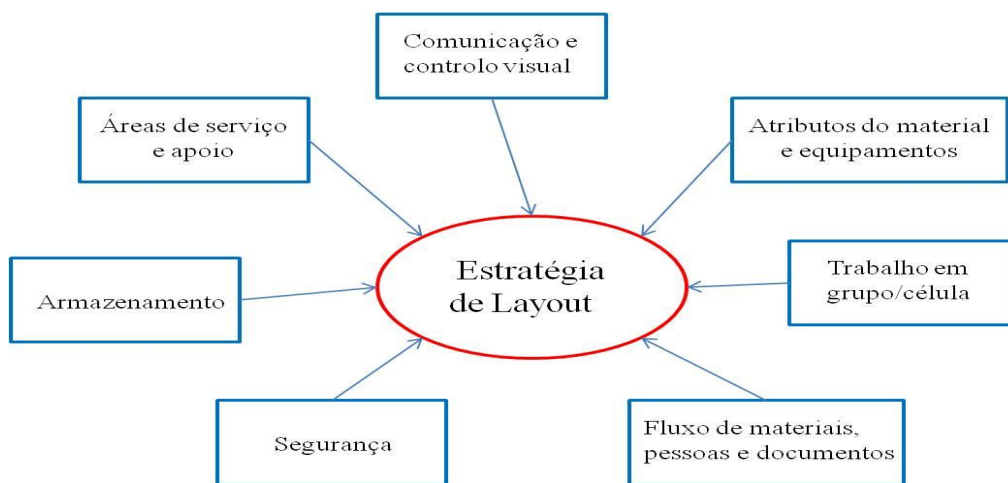 Comunicação e
controlo visual
Áreas de serviço
e apoio
Atributos do material
e equipamentos
Estratégia
de Layout
Trabalho em
grupo/célula
Armazenamento
Segurança
Fluxo de materiais,
pessoas e documentos